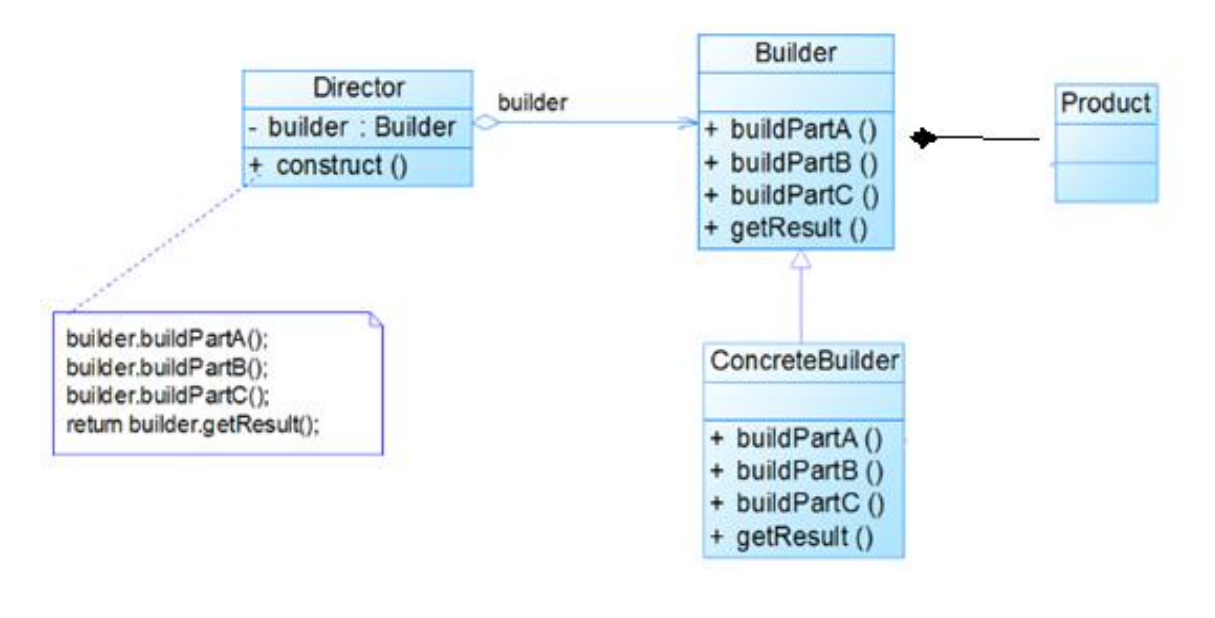 Director
- builder : Builder
+ construct ()
builder
Builder
+ buildPartA ()
+ buildPartB ()
+ buildPartC ()
+ getResult ()
Product
builder.buildPartA();
builder.buildPartB();
builder.buildPartC();
return builder.getResult();
ConcreteBuilder
+ buildPartA ()
+ buildPartB ()
+ buildPartC ()
+ getResult ()